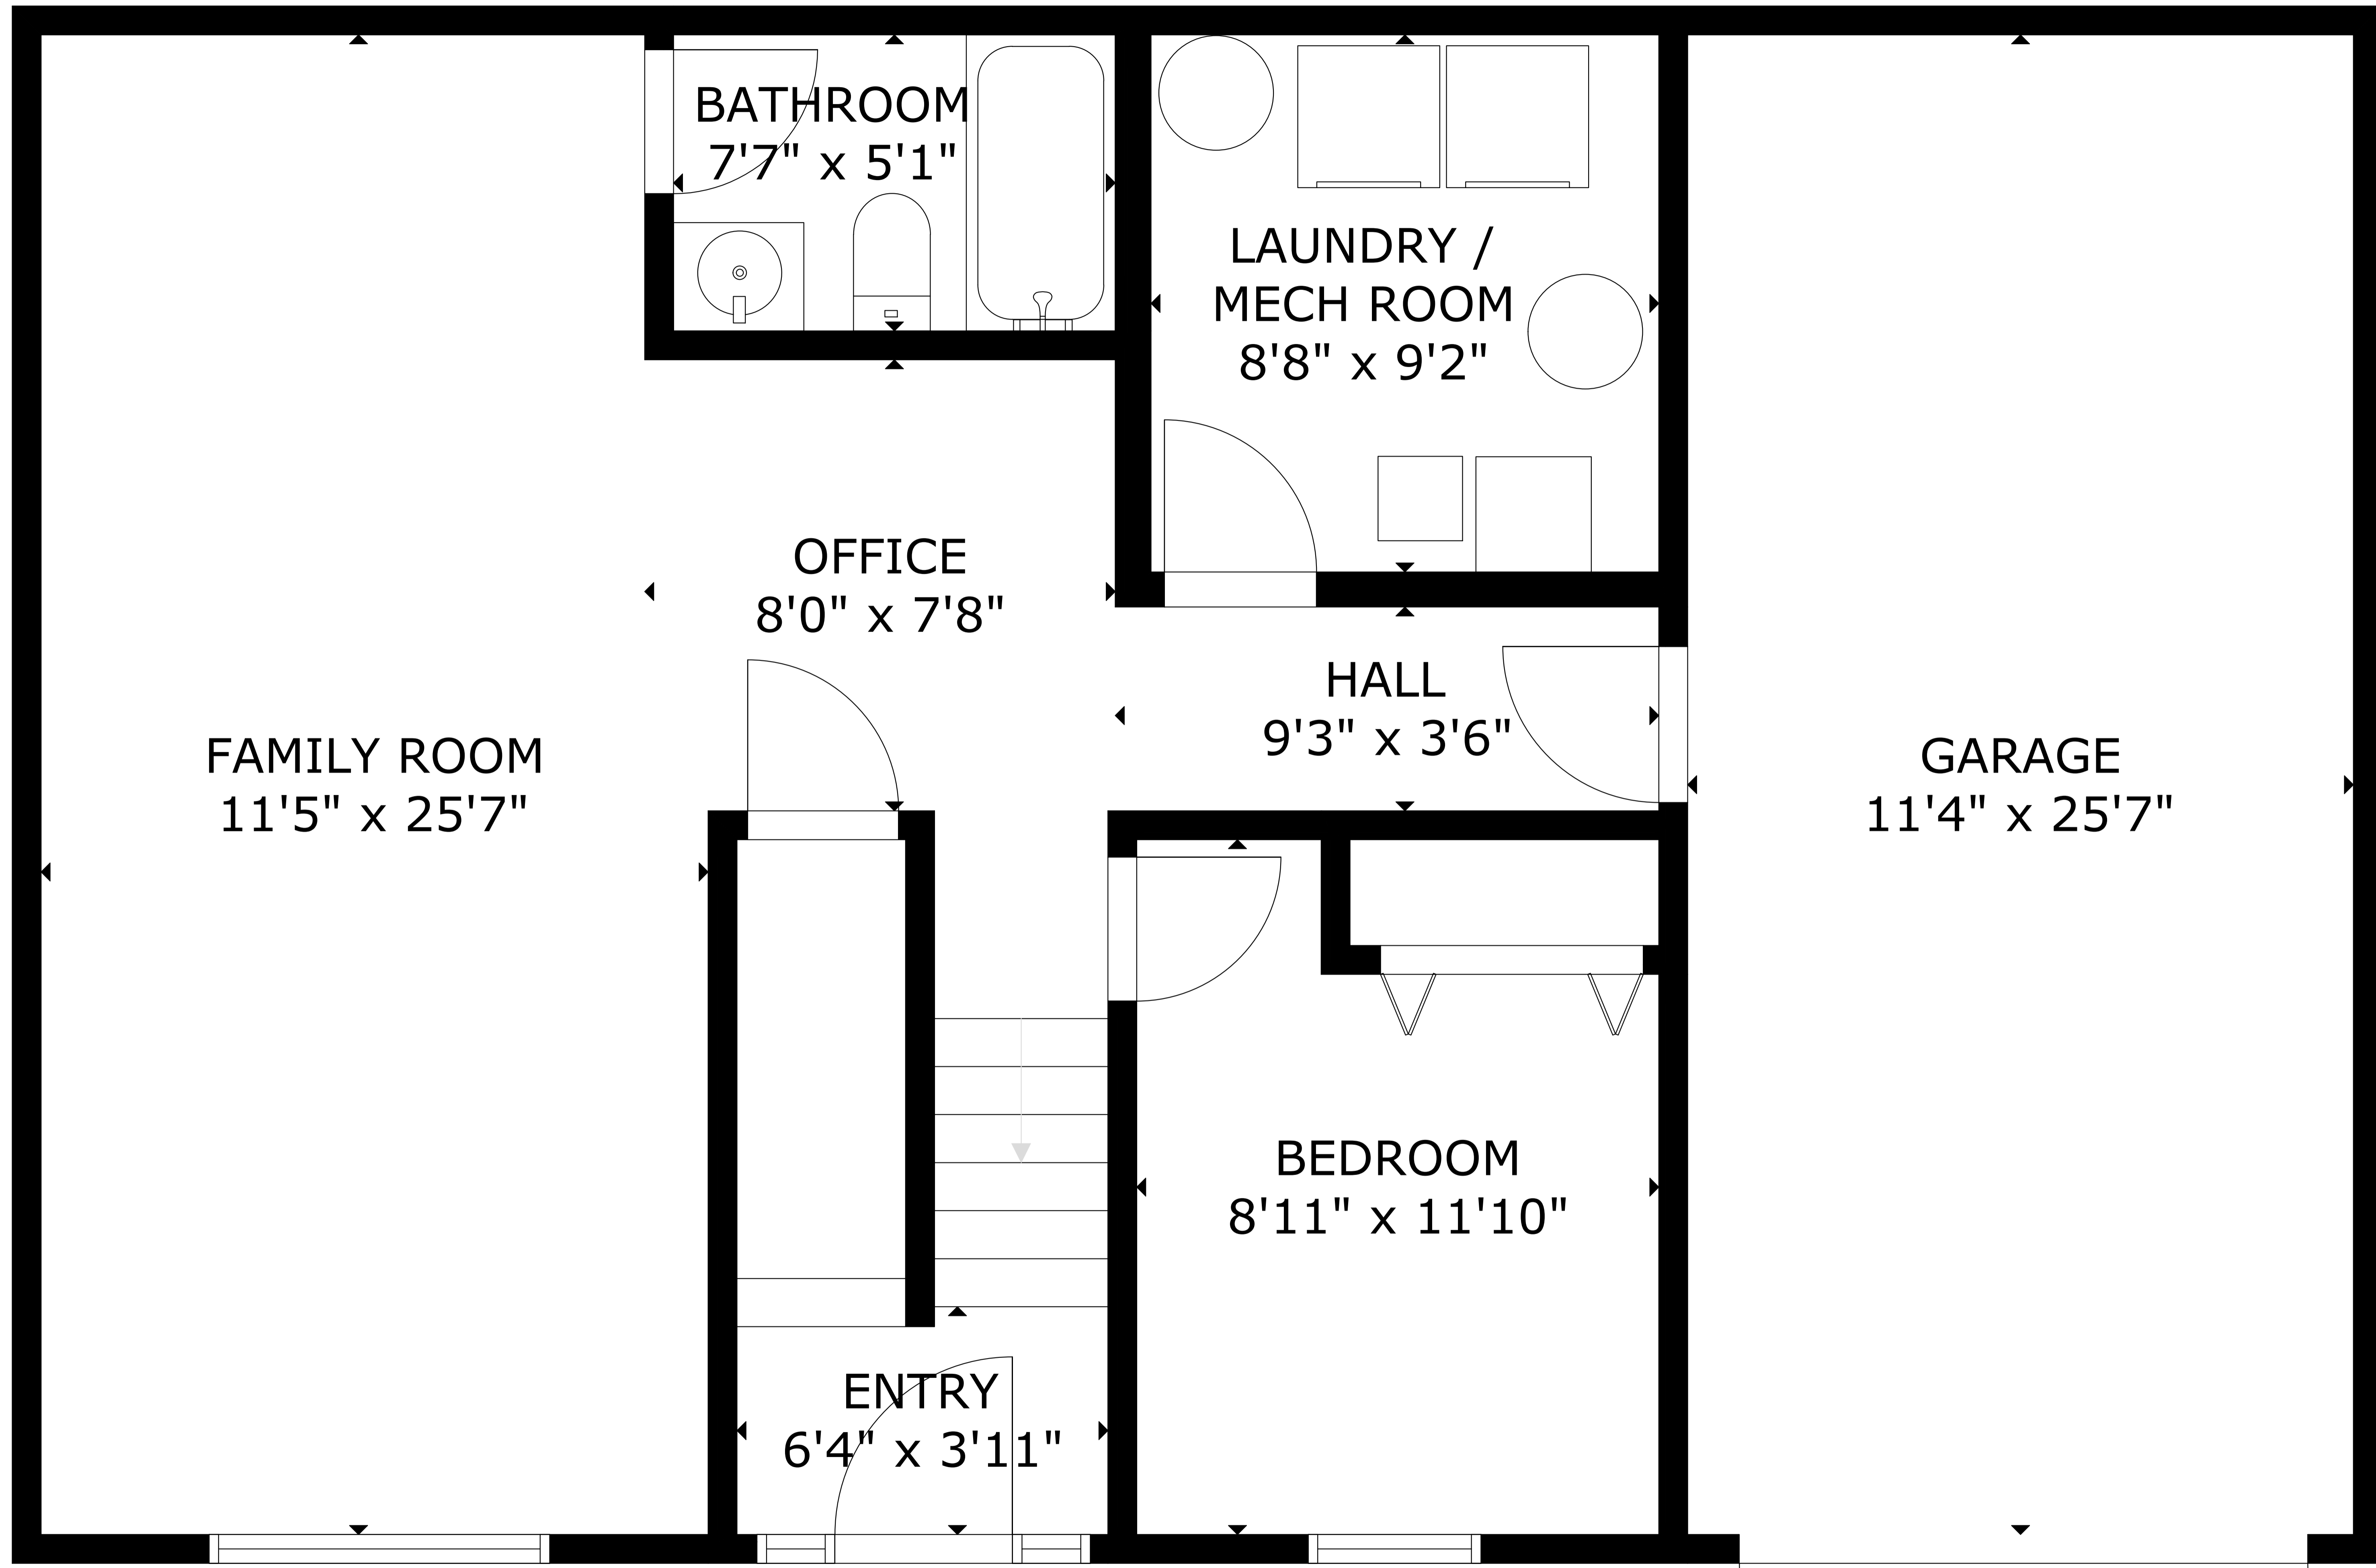 BATHROOM
7'7" x 5'1"
LAUNDRY /
MECH ROOM
8'8" x 9'2"
OFFICE
8'0" x 7'8"
HALL
9'3" x 3'6"
FAMILY ROOM
11'5" x 25'7"
GARAGE
11'4" x 25'7"
BEDROOM
8'11" x 11'10"
ENTRY
6'4" x 3'11"